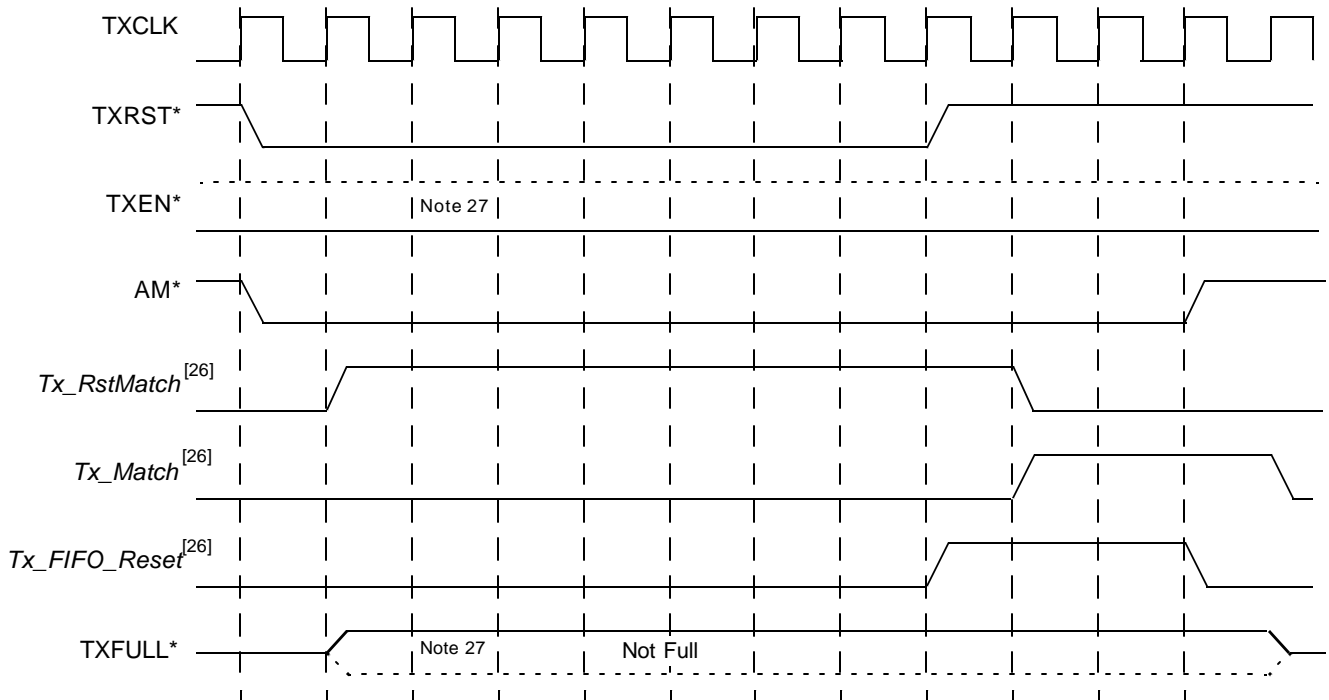 TXCLK
TXRST*
TXEN*
Note 27
AM*
Tx_RstMatch[26]
Tx_Match[26]
Tx_FIFO_Reset[26]
TXFULL*
Note 27
Not Full